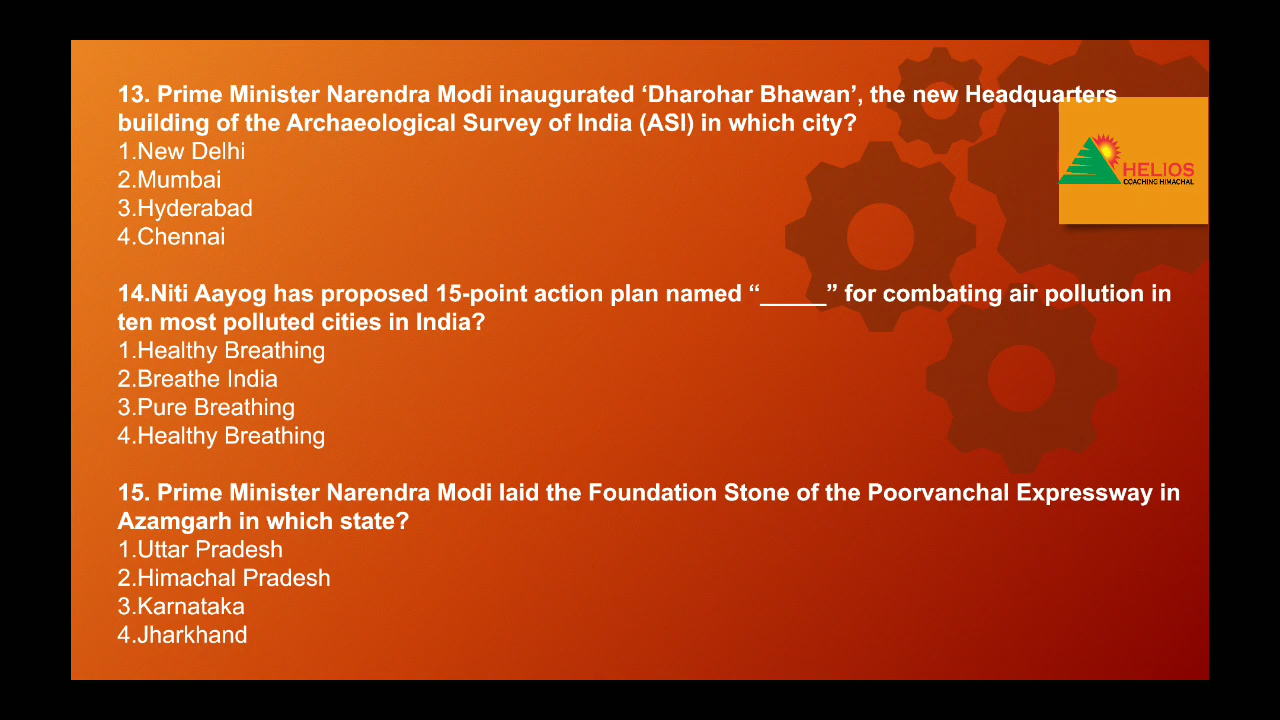 13. Prime Minister Narendra Modi inaugurated ‘Dharohar Bhawan’, the new Headquarters
building of the Archaeological Survey of India (ASI) in which city?
1.New Delhi
2.Mumbai
3.Hyderabad
4.Chennai
HELIOS
COACHING HIMACHAL
14.Niti Aayog has proposed 15-point action plan named “_____” for combating air pollution in
ten most polluted cities in India?
1.Healthy Breathing
2.Breathe India
3.Pure Breathing
4.Healthy Breathing
15. Prime Minister Narendra Modi laid the Foundation Stone of the Poorvanchal Expressway in
Azamgarh in which state?
1.Uttar Pradesh
2.Himachal Pradesh
3.Karnataka
4.Jharkhand